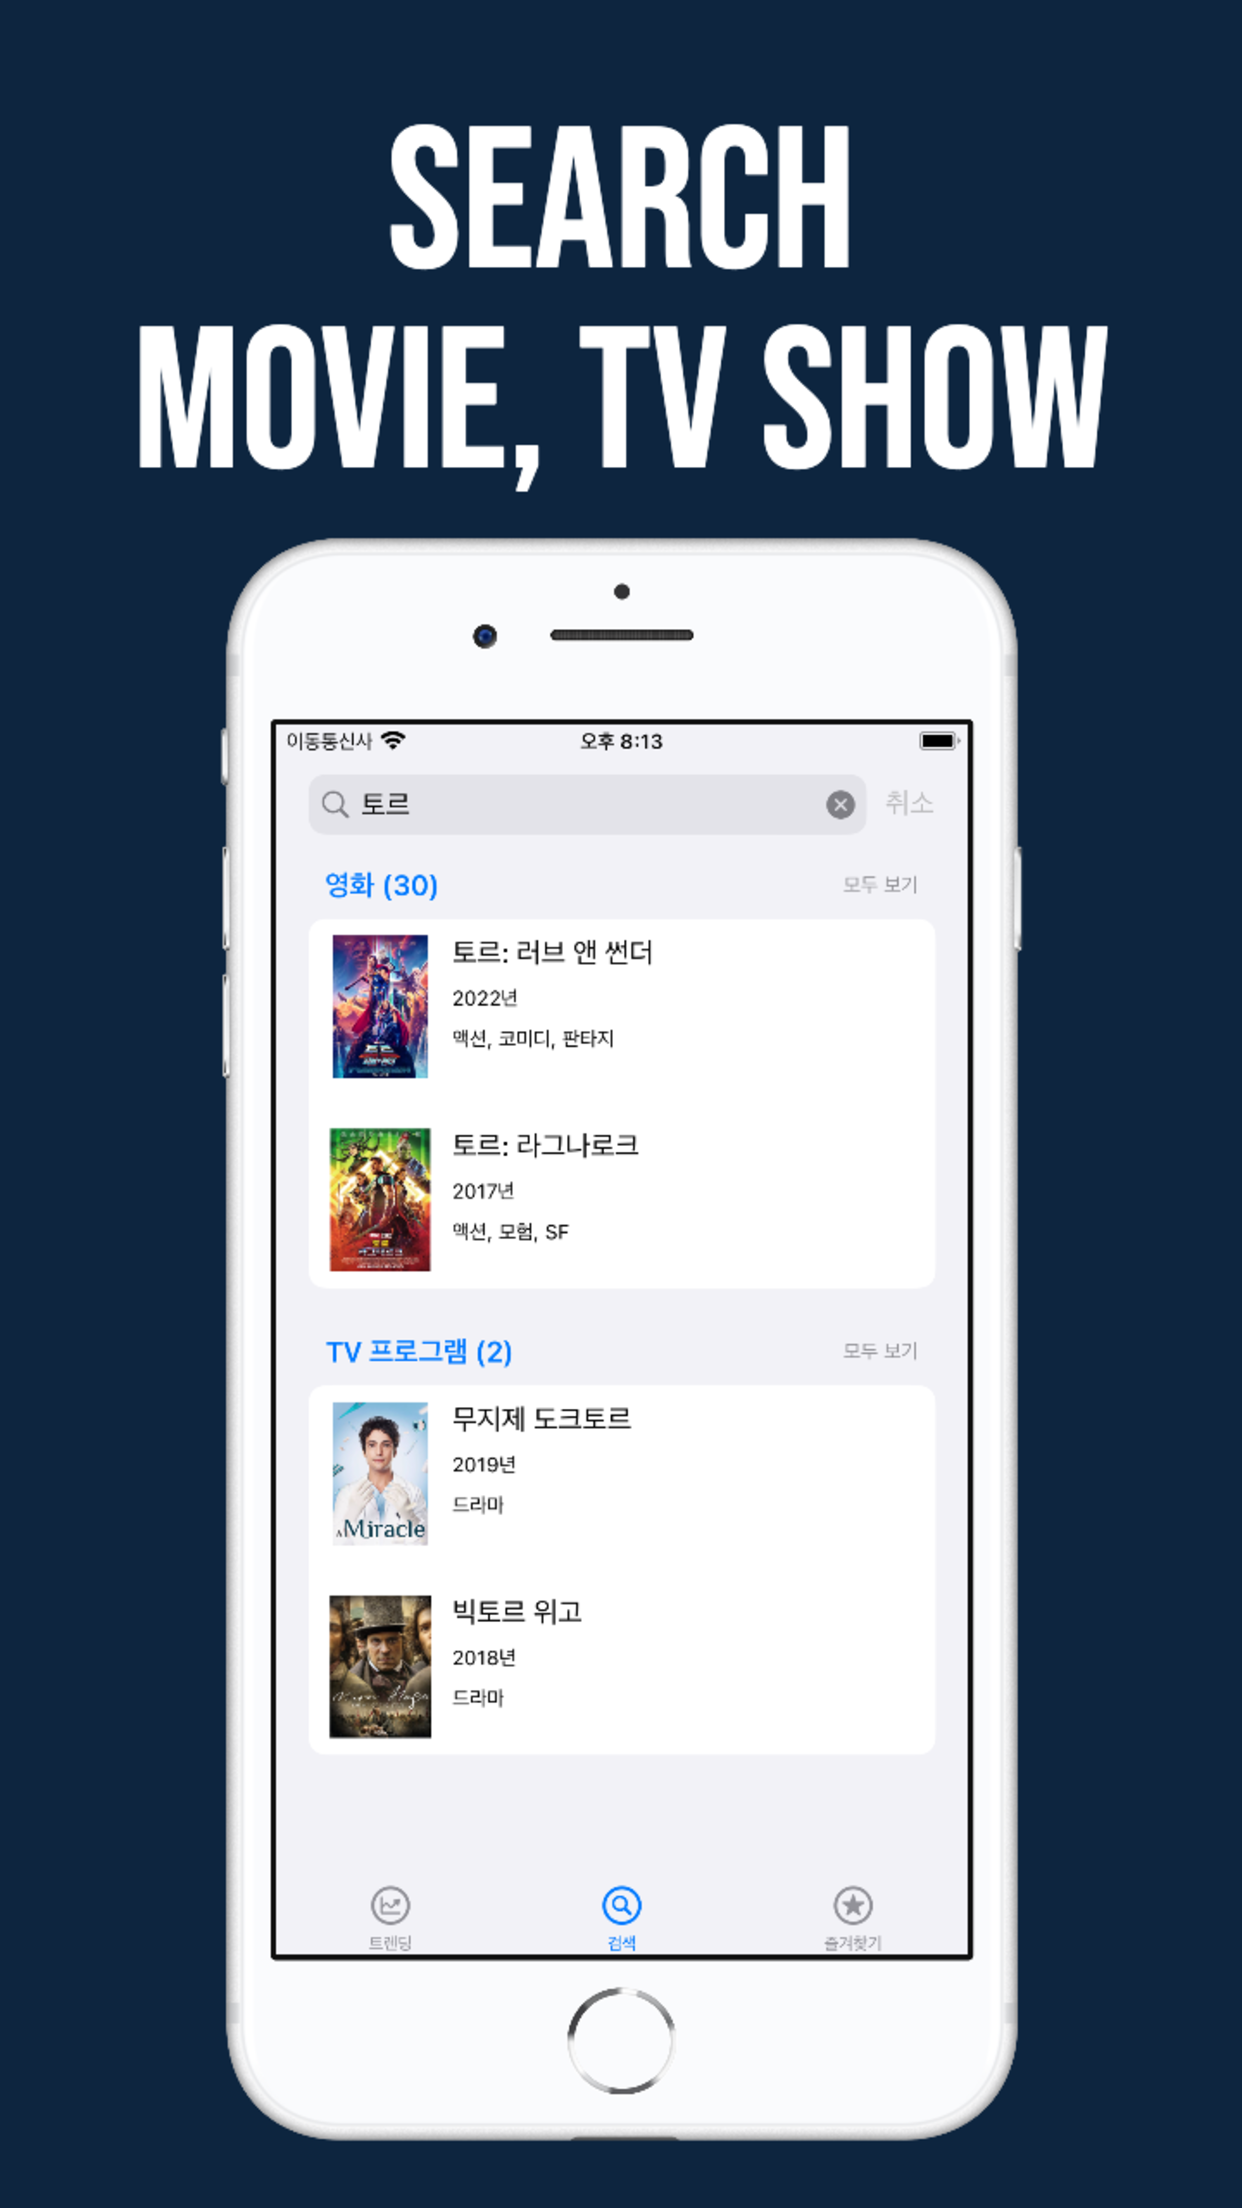 SEARCH
MOVIE, TV SHOW
이동통신사
오후 8:13
토르
취소
영화 (30)
모두 보기
토르: 러브 앤 썬더
2022년
액션, 코미디, 판타지
토르: 라그나로크
2017년
액션, 모험, SF
TV 프로그램 (2)
모두 보기
무지제 도크토르
2019년
드라마
A Miracle
빅토르 위고
2018년
드라마
트렌딩
검색
즐겨찾기